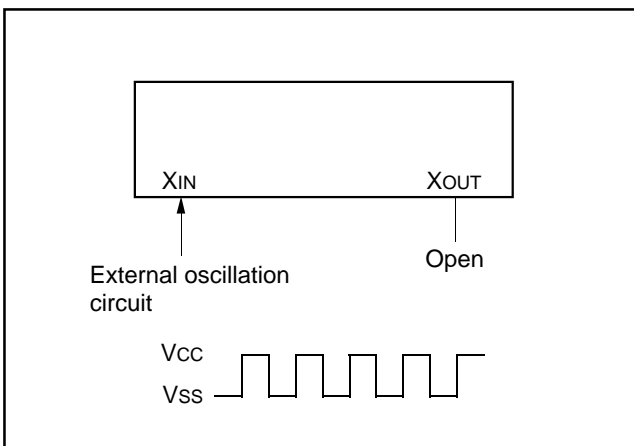 XIN XOUT
External oscillation
circuit
Open
VCC
VSS